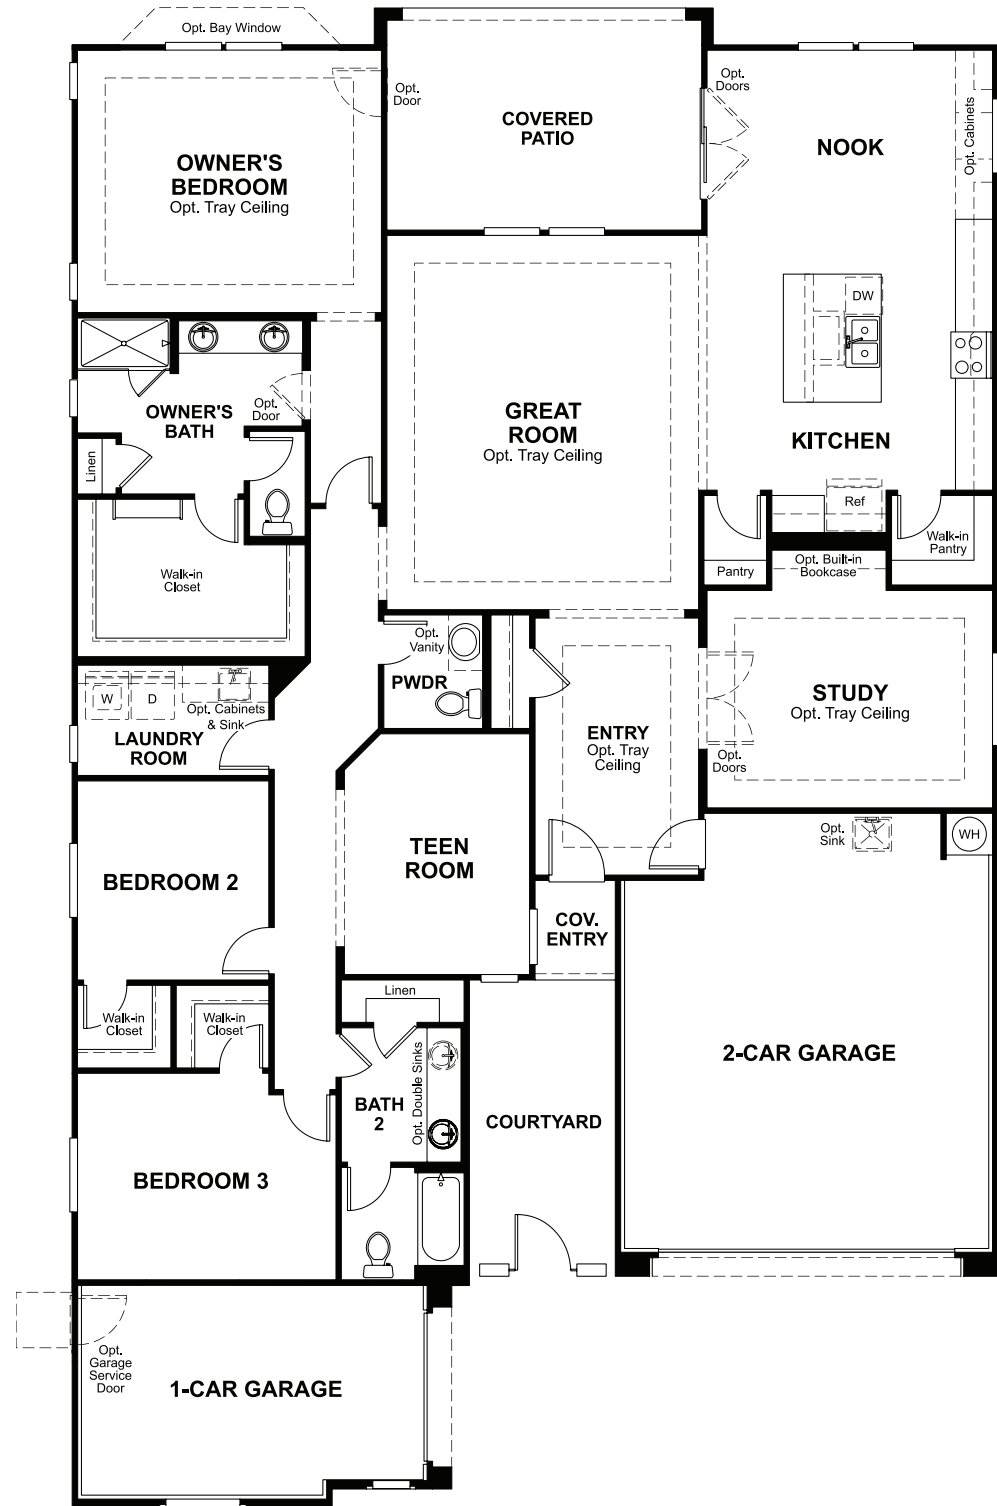 Opt. Bay Window
Opt.
Door
COVERED
PATIO
Opt.
Doors
NOOK
Opt. Cabinets
OWNER'S
BEDROOM
Opt. Tray Ceiling
DW
OWNER'S
BATH
Opt.
Door
Linen
GREAT
ROOM
Opt. Tray Ceiling
KITCHEN
Ref
Walk-in
Pantry
Pantry
Opt. Built-in
Bookcase
Walk-in
Closet
Opt.
Vanity
PWDR
W
D
Opt. Cabinets
& Sink
LAUNDRY
ROOM
ENTRY
Opt. Tray
Ceiling
STUDY
Opt. Tray Ceiling
Opt.
Doors
Opt.
Sink
WH
TEEN
ROOM
BEDROOM 2
COV.
ENTRY
Walk-in
Closet
Walk-in
Closet
Linen
Opt. Double Sinks
BATH
2
2-CAR GARAGE
COURTYARD
BEDROOM 3
Opt.
Garage
Service
Door
1-CAR GARAGE